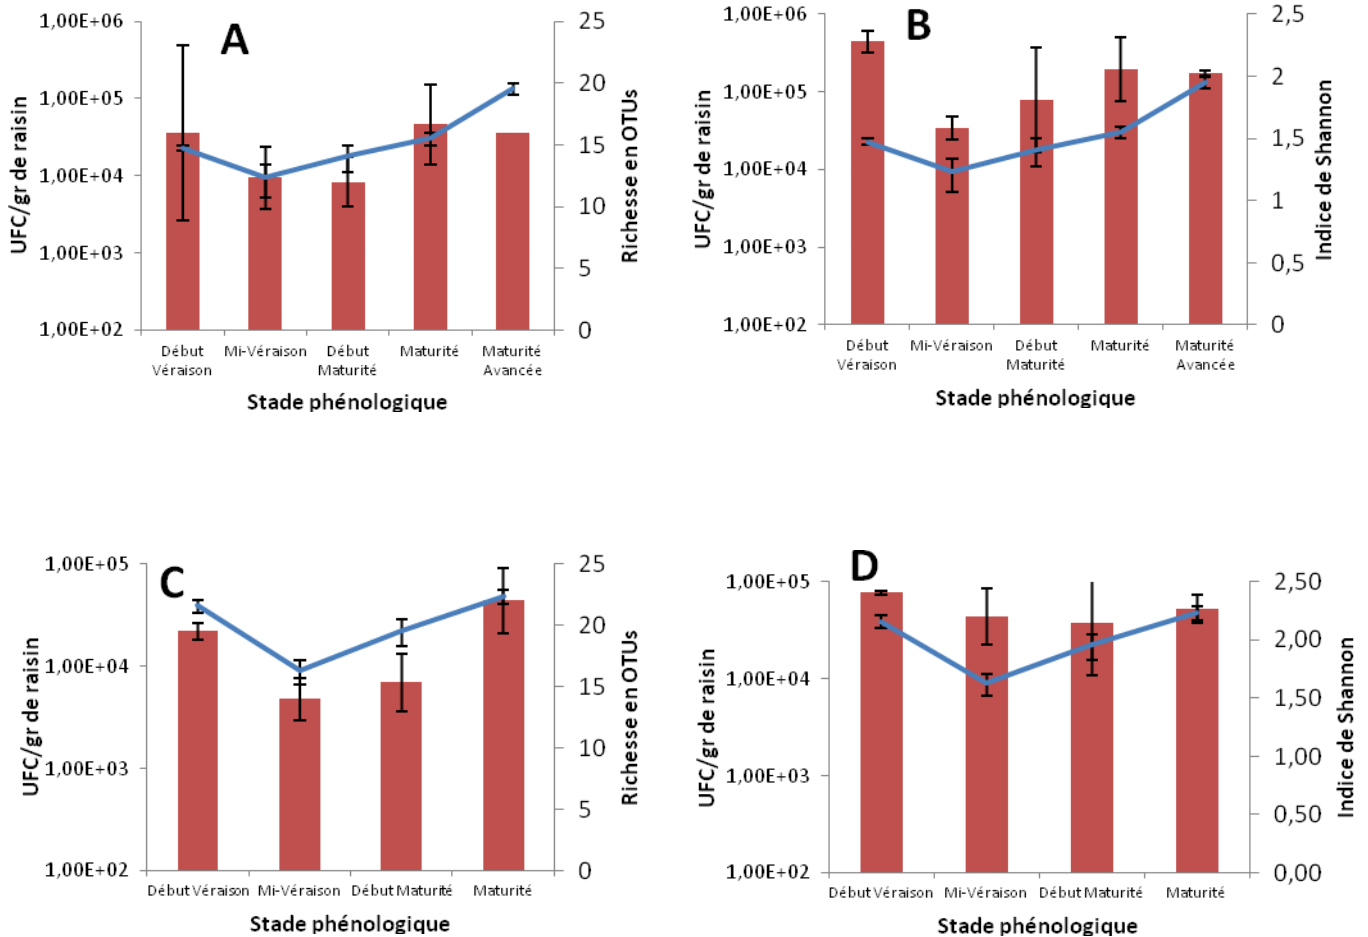 A
1,00E+06
1,00E+05
1,00E+04
1,00E+03
1,00E+02
UFC/gr de raisin
25
20
15
10
5
0
Richesse en OTUs
Début Véraison
Mi-Véraison
Début Maturité
Maturité
Maturité Avancée
Stade phénologique
B
1,00E+06
1,00E+05
1,00E+04
1,00E+03
1,00E+02
UFC/gr de raisin
2,5
2
1,5
1
0,5
0
Indice de Shannon
Début Véraison
Mi-Véraison
Début Maturité
Maturité
Maturité Avancée
Stade phénologique
C
1,00E+05
1,00E+04
1,00E+03
1,00E+02
UFC/gr de raisin
25
20
15
10
5
0
Richesse en OTUs
Début Véraison
Mi-Véraison
Début Maturité
Maturité
Stade phénologique
D
1,00E+05
1,00E+04
1,00E+03
1,00E+02
UFC/gr de raisin
2,50
2,00
1,50
1,00
0,50
0,00
Indice de Shannon
Début Véraison
Mi-Véraison
Début Maturité
Maturité
Stade phénologique